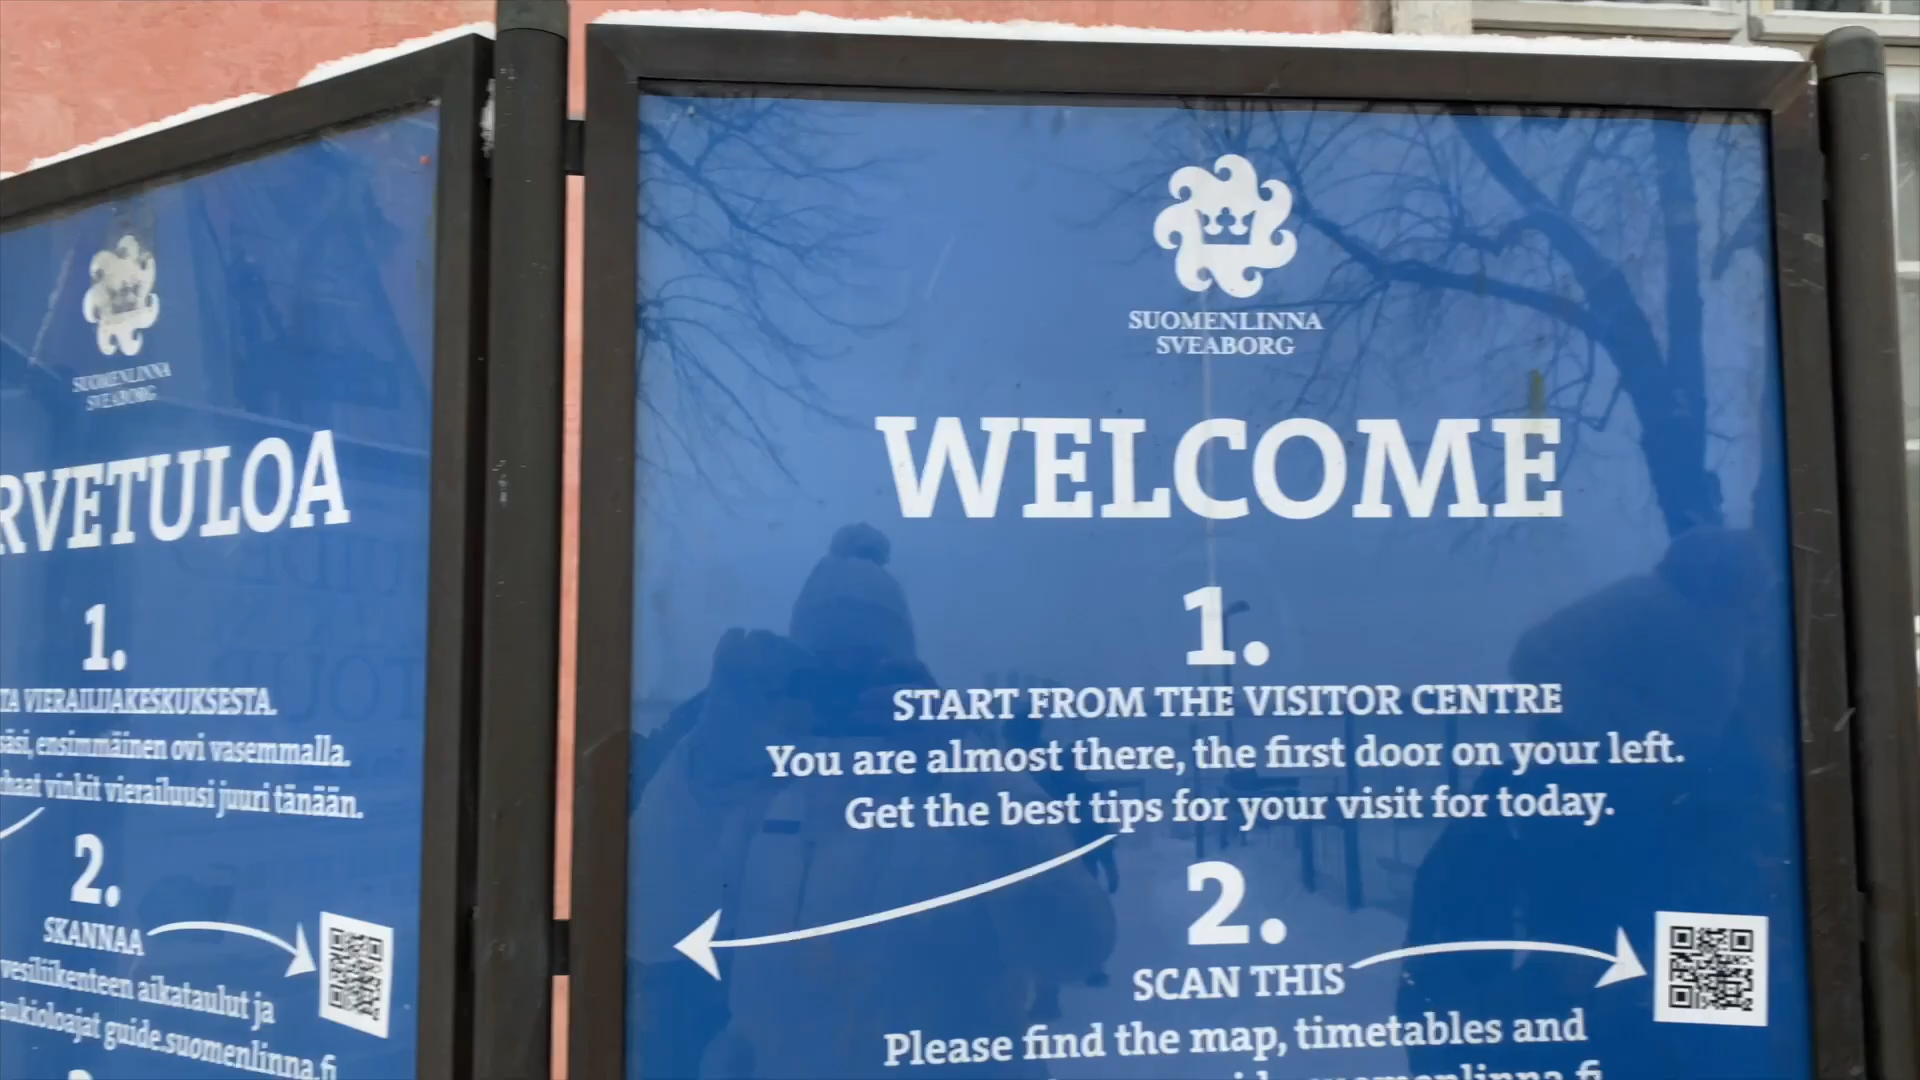 SUOMENLINNA
SVEABORG
RVETULOA
1.
TA VIERAILIJAKESKUKSESTA.
ensimmäinen ovi vasemmalla.
vinkit vierailuusi juuri tänään.
2.
SKANNAA
vesiliikenteen aikataulut ja
aukioloajat guide.suomenlinna.fi
SUOMENLINNA
SVEABORG
WELCOME
1.
START FROM THE VISITOR CENTRE
You are almost there, the first door on your left.
Get the best tips for your visit for today.
2.
SCAN THIS
Please find the map, timetables and
suomenlinna.fi